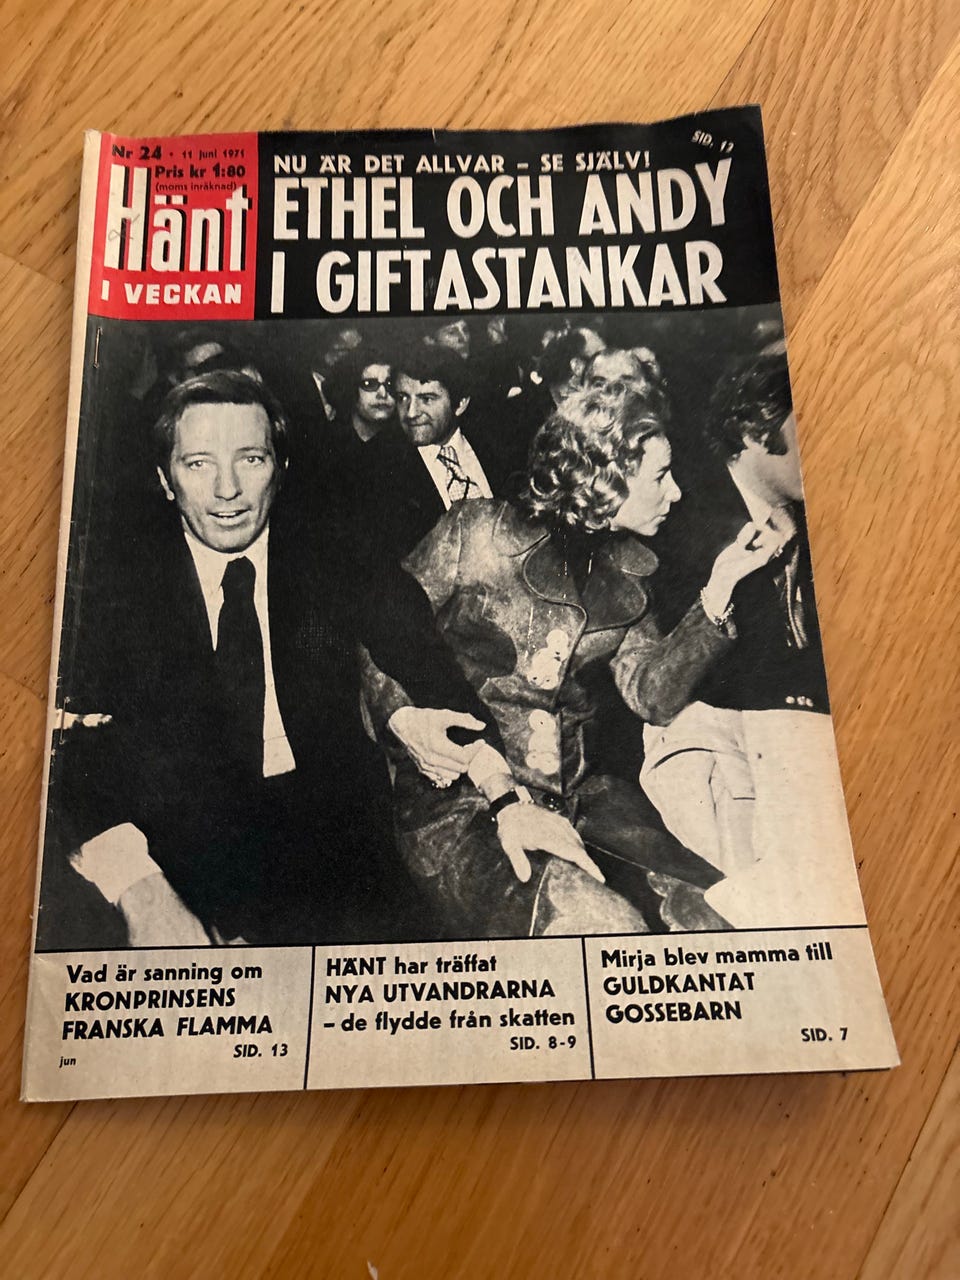 Nr 24 • 11 juni 1971
Pris kr 1:80
(moms inräknad)
Hänt
I VECKAN
SID. 12
NU ÄR DET ALLVAR – SE SJÄLV!
ETHEL OCH ANDY
I GIFTASTANKAR
Vad är sanning om
KRONPRINSENS
FRANSKA FLAMMA
SID. 13
jun
HÄNT har träffat
NYA UTVANDRARNA
– de flydde från skatten
SID. 8-9
Mirja blev mamma till
GULDKANTAT
GOSSEBARN
SID. 7